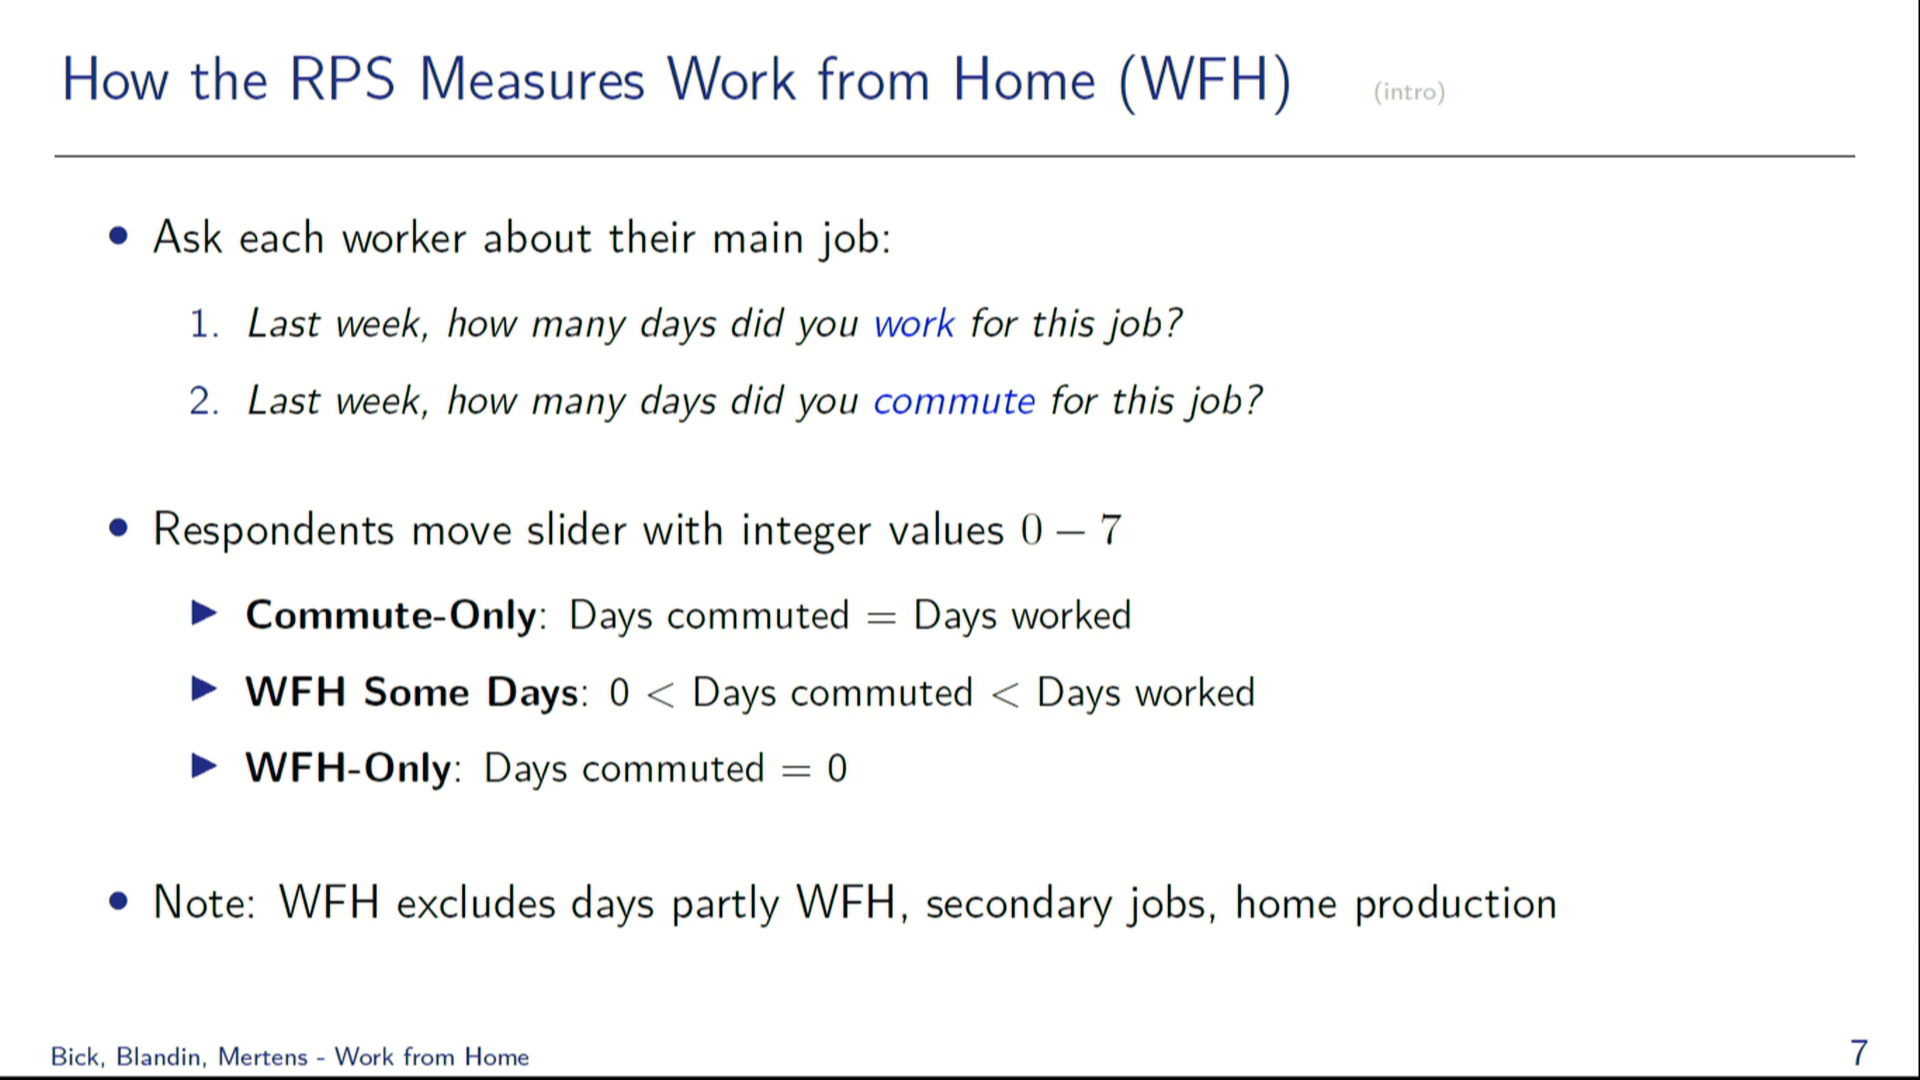 How the RPS Measures Work from Home (WFH) (intro)
• Ask each worker about their main job:
1. Last week, how many days did you work for this job?
2. Last week, how many days did you commute for this job?
• Respondents move slider with integer values 0 – 7
▶ Commute-Only: Days commuted = Days worked
▶ WFH Some Days: 0 < Days commuted < Days worked
▶ WFH-Only: Days commuted = 0
• Note: WFH excludes days partly WFH, secondary jobs, home production
Bick, Blandin, Mertens - Work from Home 7